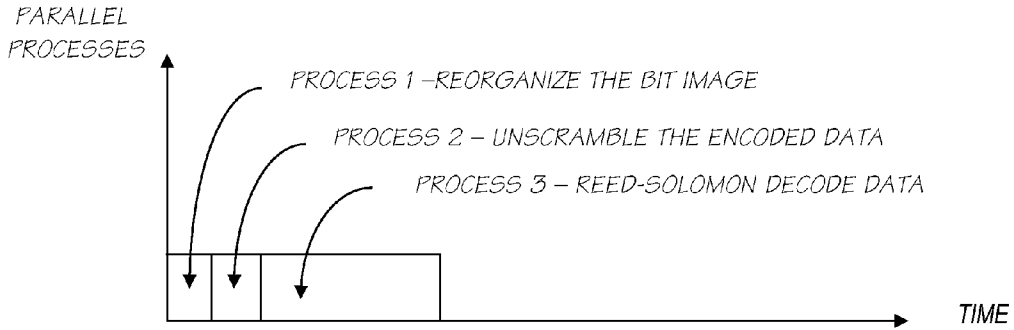 PARALLEL
PROCESSES
PROCESS 1 –REORGANIZE THE BIT IMAGE
PROCESS 2 – UNSCRAMBLE THE ENCODED DATA
PROCESS 3 – REED-SOLOMON DECODE DATA
TIME